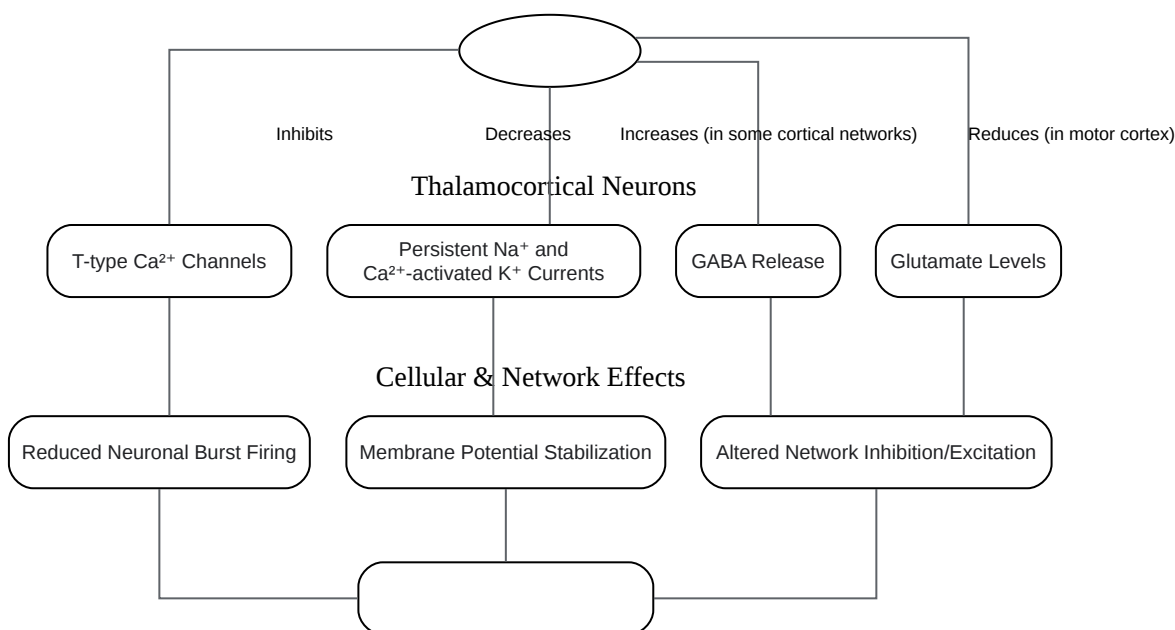 Inhibits
Decreases
Increases (in some cortical networks)
Reduces (in motor cortex)
Thalamocortical Neurons
T-type Ca²⁺ Channels
Persistent Na⁺ and
Ca²⁺-activated K⁺ Currents
GABA Release
Glutamate Levels
Cellular & Network Effects
Reduced Neuronal Burst Firing
Membrane Potential Stabilization
Altered Network Inhibition/Excitation